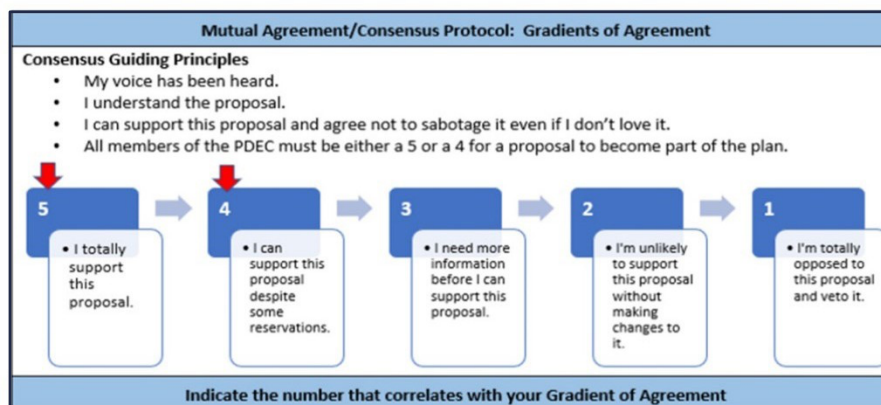 Mutual Agreement/Consensus Protocol: Gradients of Agreement
Consensus Guiding Principles
• My voice has been heard.
• I understand the proposal.
• I can support this proposal and agree not to sabotage it even if I don't love it.
• All members of the PDEC must be either a 5 or a 4 for a proposal to become part of the plan.
5
• I totally
support
this
proposal.
4
• I can
support this
proposal
despite
some
reservations.
3
• I need more
information
before I can
support this
proposal.
2
• I'm unlikely
to support
this proposal
without
making
changes to
it.
1
• I'm totally
opposed to
this proposal
and veto it.
Indicate the number that correlates with your Gradient of Agreement